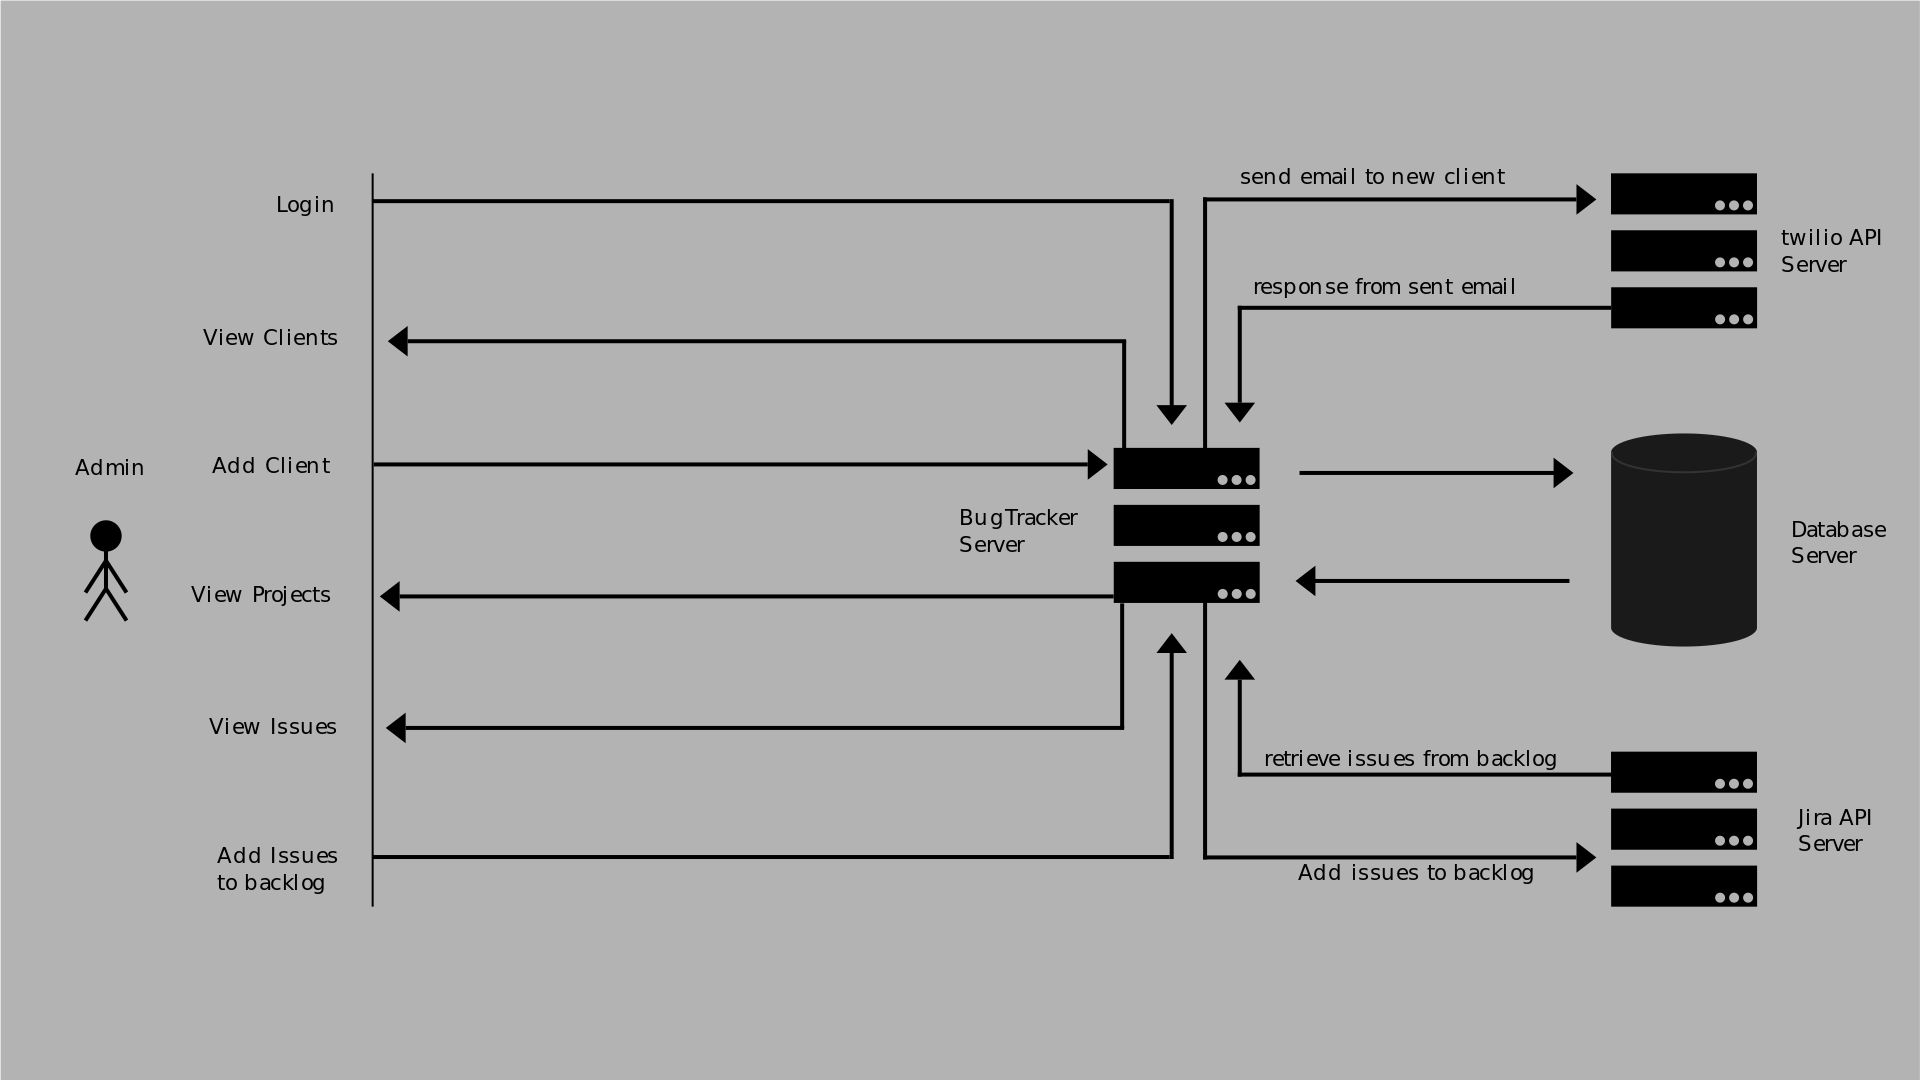 send email to new client
Login
twilio API
Server
response from sent email
View Clients
Add Client
Admin
BugTracker
Server
Database
Server
View Projects
View Issues
retrieve issues from backlog
Jira API
Server
Add Issues
to backlog
Add issues to backlog